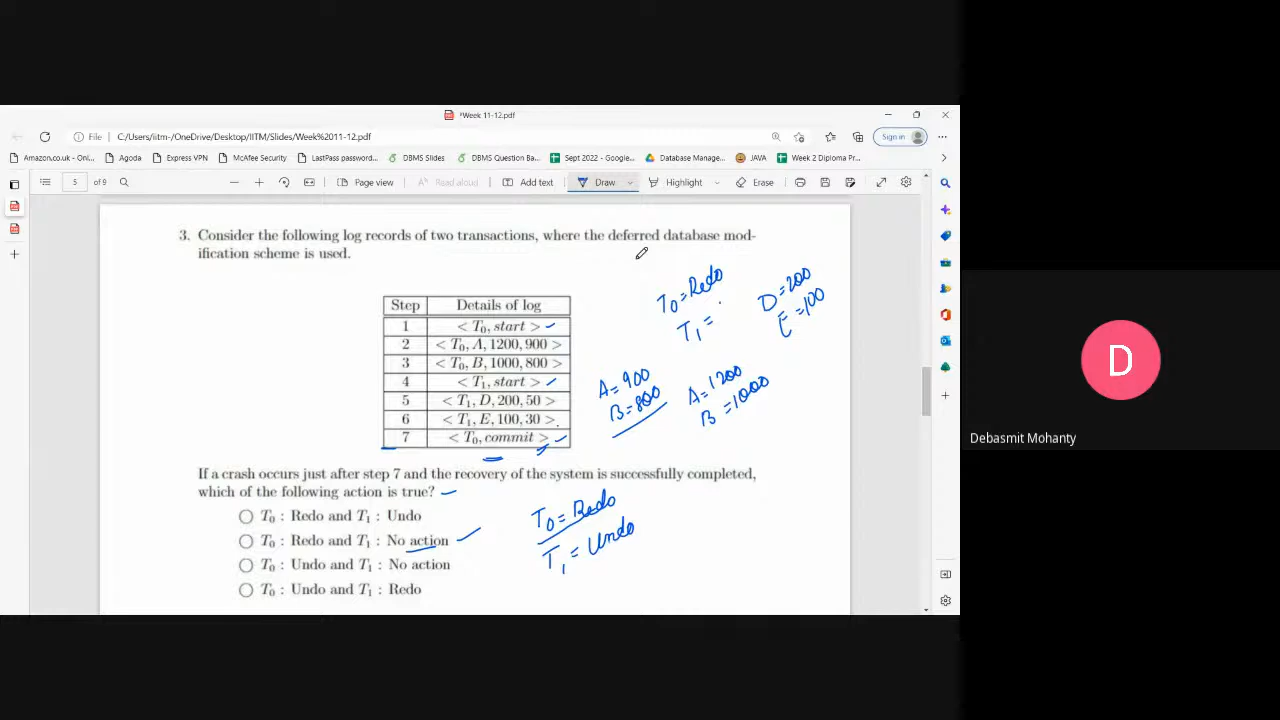 *Week 11-12.pdf
File C:/Users/iitm-/OneDrive/Desktop/IITM/Slides/Week%2011-12.pdf
Sign in
Amazon.co.uk - Onl...
Agoda
Express VPN
McAfee Security
LastPass password...
DBMS Slides
DBMS Question Ba...
Sept 2022 - Google...
Database Manage...
JAVA
Week 2 Diploma Pr...
5 of 9
Page view
Read aloud
Add text
Draw
Highlight
Erase
3. Consider the following log records of two transactions, where the deferred database mod-
ification scheme is used.
Step Details of log
1 < T0, start >
2 < T0, A, 1200, 900 >
3 < T0, B, 1000, 800 >
4 < T1, start >
5 < T1, D, 200, 50 >
6 < T1, E, 100, 30 >
7 < T0, commit >
T0 = Redo
T1 =
D = 200
E = 100
A = 900
B = 800
A = 1200
B = 1000
If a crash occurs just after step 7 and the recovery of the system is successfully completed,
which of the following action is true?
T0 : Redo and T1 : Undo
T0 : Redo and T1 : No action
T0 : Undo and T1 : No action
T0 : Undo and T1 : Redo
T0 = Redo
T1 = Undo
D
Debasmit Mohanty